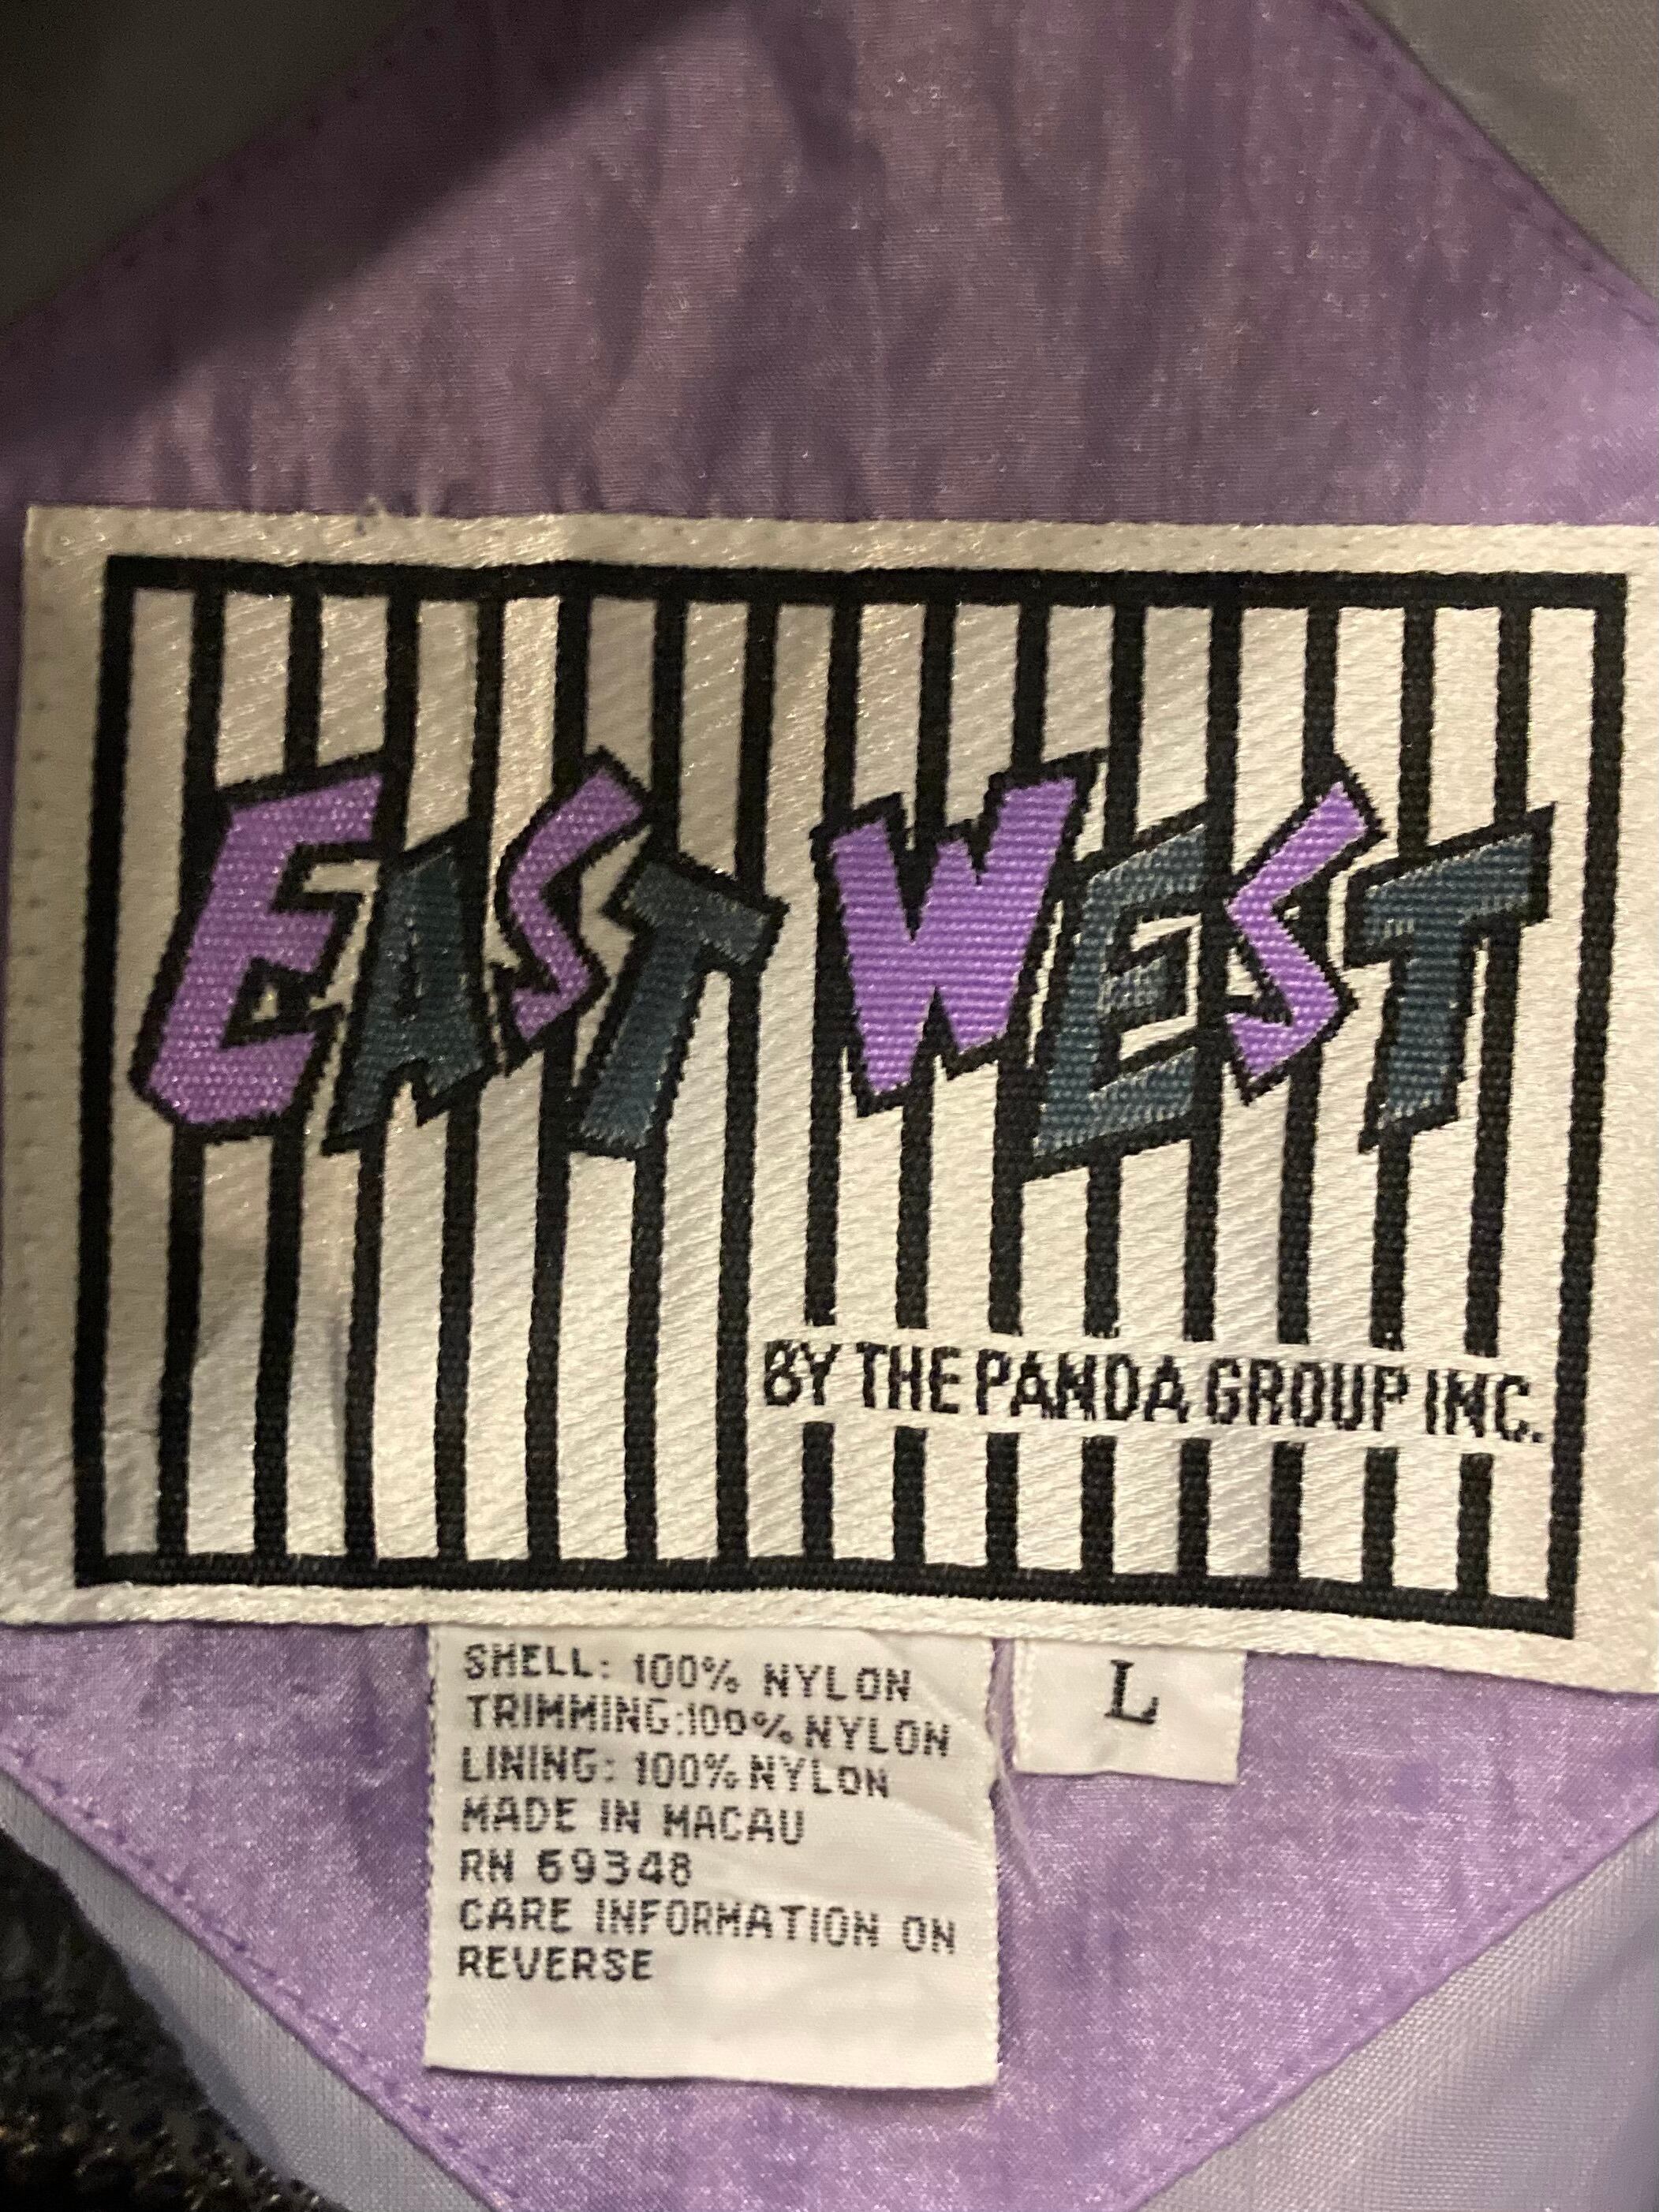 EAST WEST
BY THE PANDA GROUP INC.
SHELL: 100% NYLON
TRIMMING:100% NYLON
LINING: 100% NYLON
MADE IN MACAU
RN 69348
CARE INFORMATION ON
REVERSE
L